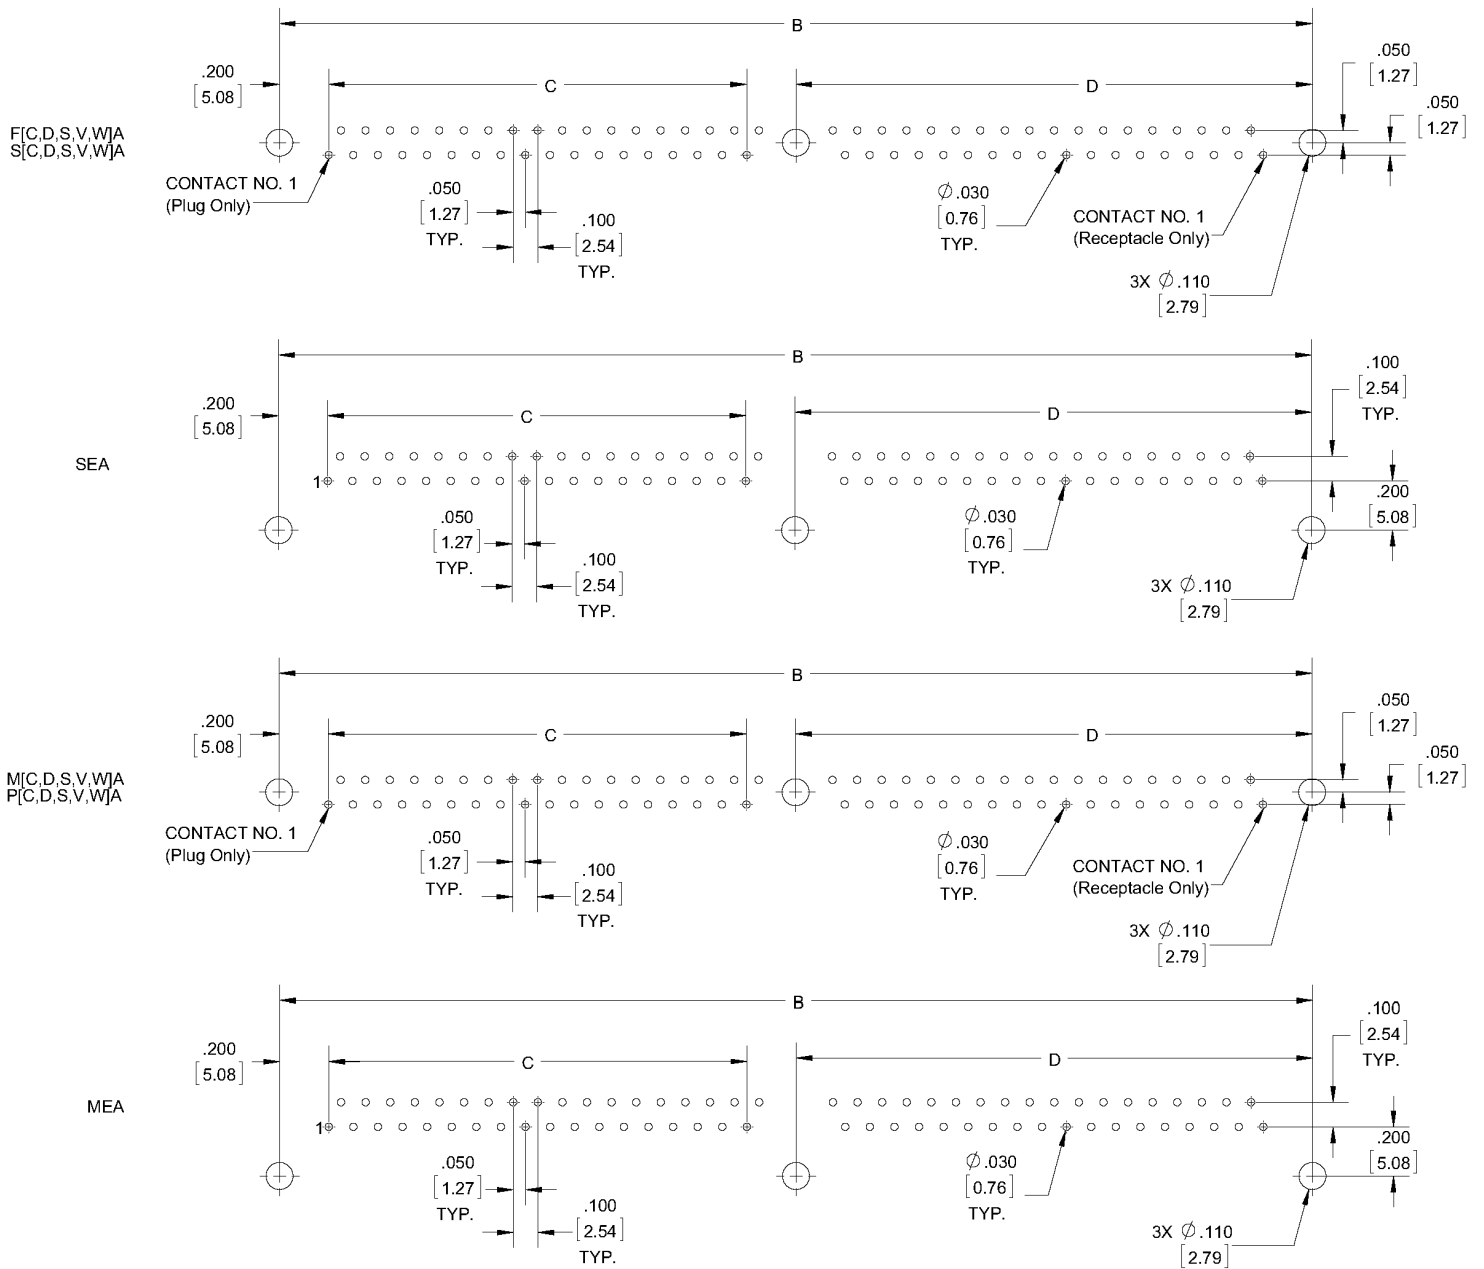 B
.050
[1.27]
.200
[5.08]
C
D
.050
[1.27]
F[C,D,S,V,W]A
S[C,D,S,V,W]A
CONTACT NO. 1
(Plug Only)
.050
[1.27]
TYP.
.100
[2.54]
TYP.
Ø.030
[0.76]
TYP.
CONTACT NO. 1
(Receptacle Only)
3X Ø.110
[2.79]
B
.100
[2.54]
TYP.
.200
[5.08]
C
D
SEA
1
.200
[5.08]
.050
[1.27]
TYP.
.100
[2.54]
TYP.
Ø.030
[0.76]
TYP.
3X Ø.110
[2.79]
B
.050
[1.27]
.200
[5.08]
C
D
.050
[1.27]
M[C,D,S,V,W]A
P[C,D,S,V,W]A
CONTACT NO. 1
(Plug Only)
.050
[1.27]
TYP.
.100
[2.54]
TYP.
Ø.030
[0.76]
TYP.
CONTACT NO. 1
(Receptacle Only)
3X Ø.110
[2.79]
B
.100
[2.54]
TYP.
.200
[5.08]
C
D
MEA
1
.200
[5.08]
.050
[1.27]
TYP.
.100
[2.54]
TYP.
Ø.030
[0.76]
TYP.
3X Ø.110
[2.79]